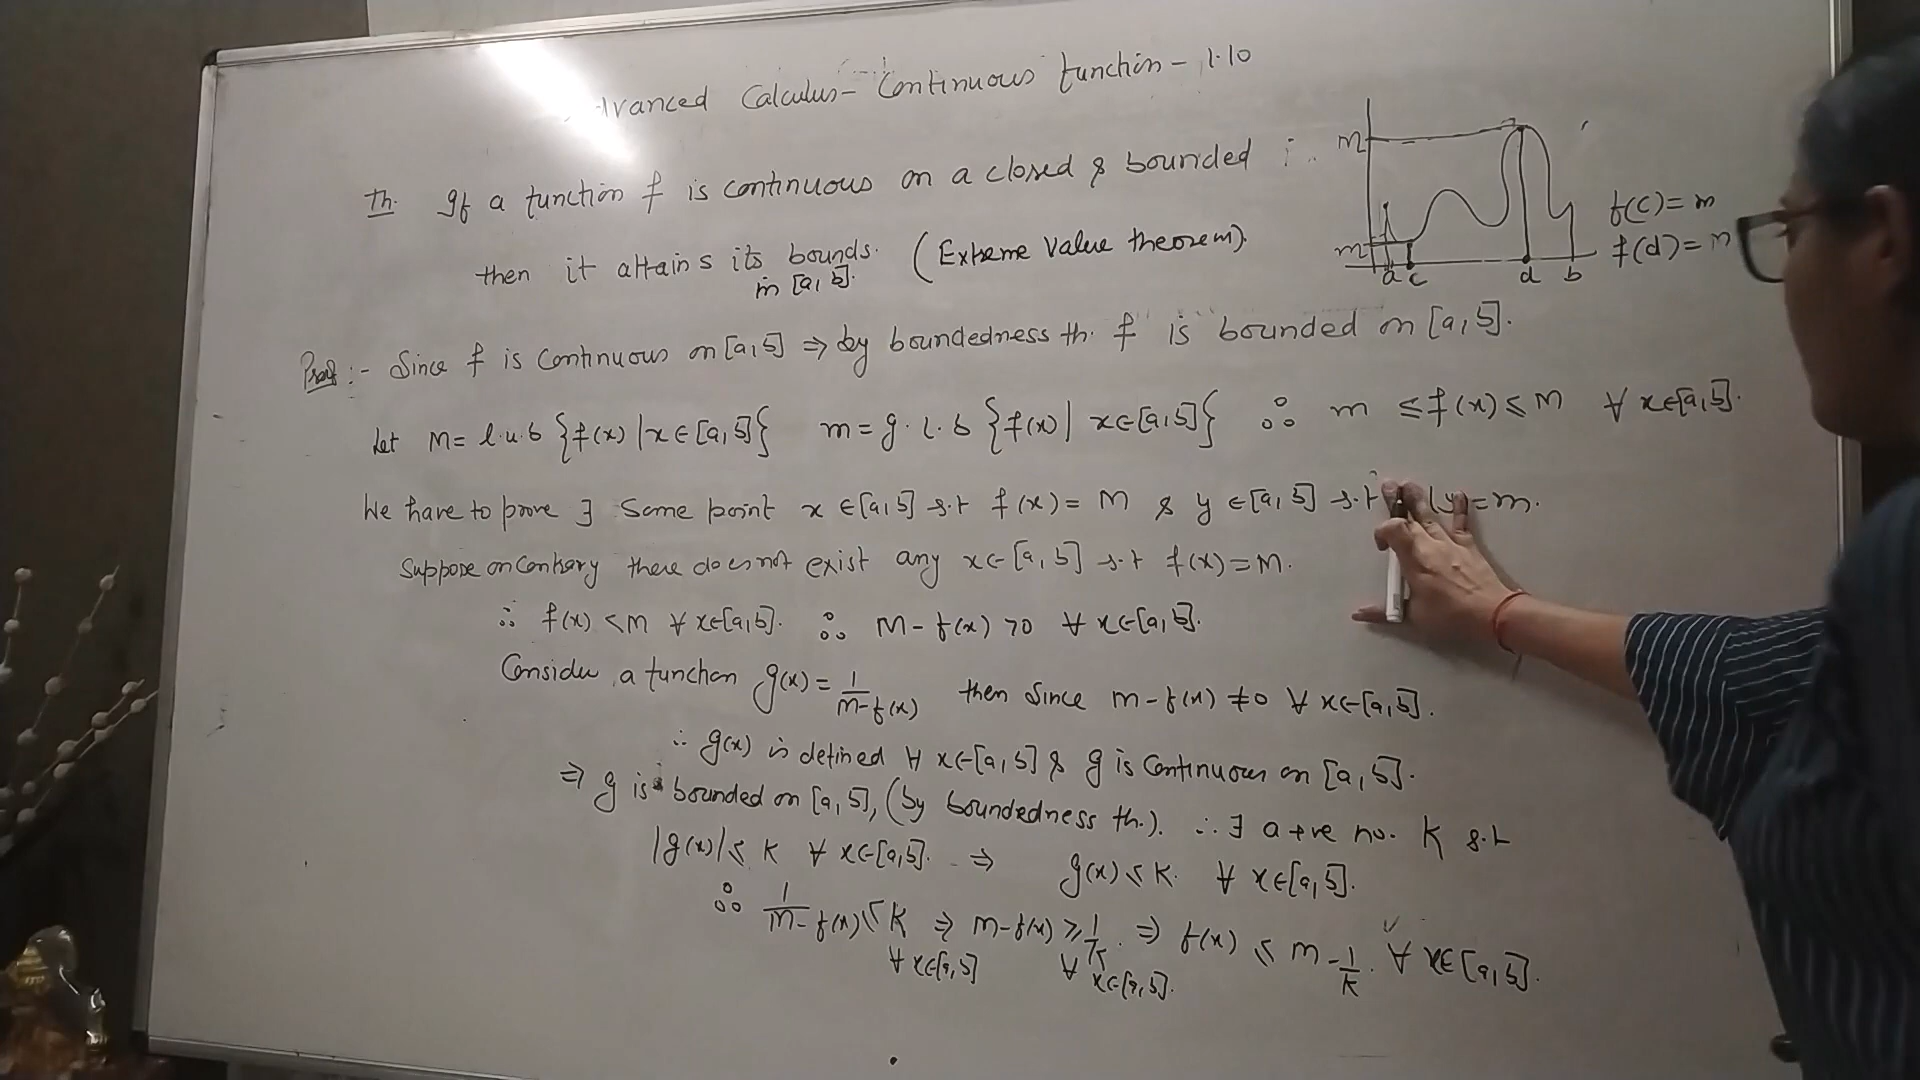 Advanced Calculus - Continuous function - 1.10
Th. If a function f is continuous on a closed & bounded
then it attains its bounds. (Extreme Value theorem).
in [a,b].
M
m
a c d b
f(c) = m
f(d) = M
Proof :- Since f is continuous on [a,b] ⇒ by boundedness th. f is bounded on [a,b].
Let M = l.u.b {f(x) | x ∈ [a,b]} m = g.l.b {f(x) | x ∈ [a,b]} ∴ m ≤ f(x) ≤ M ∀ x ∈ [a,b].
We have to prove ∃ Some point x ∈ [a,b] s.t f(x) = M & y ∈ [a,b] s.t (y) = m.
Suppose on contrary there does not exist any x ∈ [a,b] s.t f(x) = M.
∴ f(x) < M ∀ x ∈ [a,b]. ∴ M - f(x) > 0 ∀ x ∈ [a,b].
Consider a function g(x) = 1/(M - f(x)) then since M - f(x) ≠ 0 ∀ x ∈ [a,b].
∴ g(x) is defined ∀ x ∈ [a,b] & g is continuous on [a,b].
⇒ g is bounded on [a,b], (by boundedness th.). ∴ ∃ a +ve no. K s.t
|g(x)| ≤ K ∀ x ∈ [a,b]. ⇒ g(x) ≤ K. ∀ x ∈ [a,b].
∴ 1/(M - f(x)) ≤ K ⇒ M - f(x) ≥ 1/K. ⇒ f(x) ≤ M - 1/K. ∀ x ∈ [a,b].
∀ x ∈ [a,b] ∀ x ∈ [a,b].